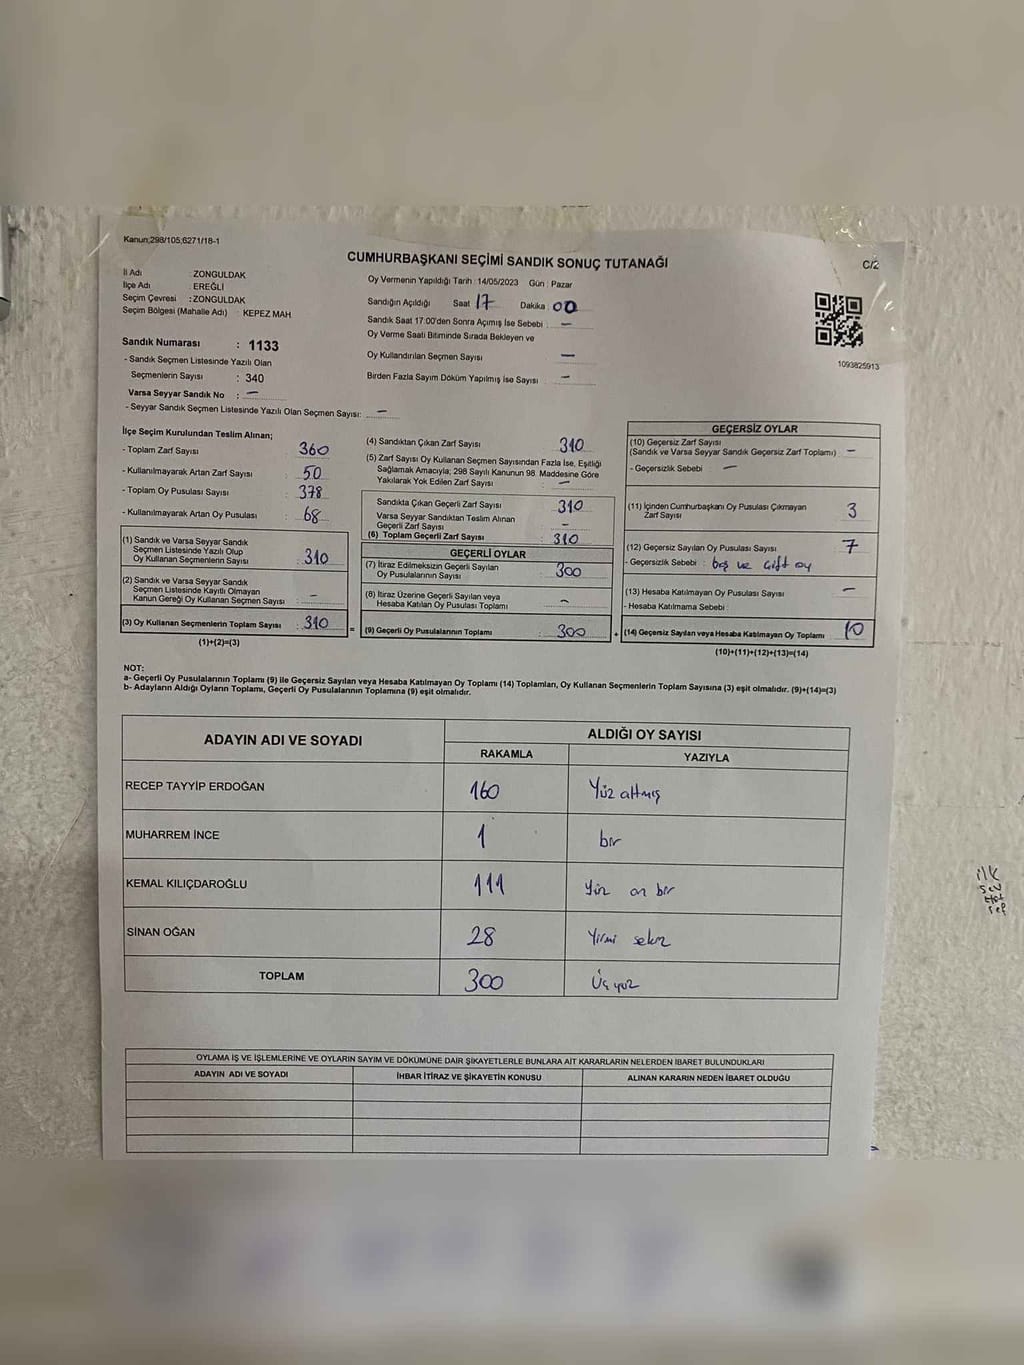 Kanun;298/105;6271/18-1
CUMHURBAŞKANI SEÇİMİ SANDIK SONUÇ TUTANAĞI
C/2
İl Adı : ZONGULDAK
İlçe Adı : EREĞLİ
Seçim Çevresi : ZONGULDAK
Seçim Bölgesi (Mahalle Adı) : KEPEZ MAH
Sandık Numarası : 1133
- Sandık Seçmen Listesinde Yazılı Olan
Seçmenlerin Sayısı : 340
Varsa Seyyar Sandık No : —
- Seyyar Sandık Seçmen Listesinde Yazılı Olan Seçmen Sayısı: —
Oy Vermenin Yapıldığı Tarih : 14/05/2023 Gün : Pazar
Sandığın Açıldığı Saat 17 Dakika 00
Sandık Saat 17:00'den Sonra Açımış İse Sebebi : —
Oy Verme Saati Bitiminde Sırada Bekleyen ve
Oy Kullandırılan Seçmen Sayısı —
Birden Fazla Sayım Döküm Yapılmış İse Sayısı —
1093825913
İlçe Seçim Kurulundan Teslim Alınan;
- Toplam Zarf Sayısı : 360
- Kullanılmayarak Artan Zarf Sayısı : 50
- Toplam Oy Pusulası Sayısı : 378
- Kullanılmayarak Artan Oy Pusulası : 68
(1) Sandık ve Varsa Seyyar Sandık
Seçmen Listesinde Yazılı Olup
Oy Kullanan Seçmenlerin Sayısı : 310
(2) Sandık ve Varsa Seyyar Sandık
Seçmen Listesinde Kayıtlı Olmayan
Kanun Gereği Oy Kullanan Seçmen Sayısı : —
(3) Oy Kullanan Seçmenlerin Toplam Sayısı : 310
(1)+(2)=(3)
(4) Sandıktan Çıkan Zarf Sayısı 310
(5) Zarf Sayısı Oy Kullanan Seçmen Sayısından Fazla İse, Eşitliği
Sağlamak Amacıyla; 298 Sayılı Kanunun 98. Maddesine Göre
Yakılarak Yok Edilen Zarf Sayısı : —
Sandıkta Çıkan Geçerli Zarf Sayısı : 310
Varsa Seyyar Sandıktan Teslim Alınan
Geçerli Zarf Sayısı : —
(6) Toplam Geçerli Zarf Sayısı : 310
GEÇERLİ OYLAR
(7) İtiraz Edilmeksizin Geçerli Sayılan
Oy Pusulalarının Sayısı : 300
(8) İtiraz Üzerine Geçerli Sayılan veya
Hesaba Katılan Oy Pusulası Toplamı : —
= (9) Geçerli Oy Pusulalarının Toplamı : 300
GEÇERSİZ OYLAR
(10) Geçersiz Zarf Sayısı
(Sandık ve Varsa Seyyar Sandık Geçersiz Zarf Toplamı) —
- Geçersizlik Sebebi : —
(11) İçinden Cumhurbaşkanı Oy Pusulası Çıkmayan
Zarf Sayısı 3
(12) Geçersiz Sayılan Oy Pusulası Sayısı : 7
- Geçersizlik Sebebi : boş ve çift oy
(13) Hesaba Katılmayan Oy Pusulası Sayısı : —
- Hesaba Katılmama Sebebi :
+ (14) Geçersiz Sayılan veya Hesaba Katılmayan Oy Toplamı : 10
(10)+(11)+(12)+(13)=(14)
NOT:
a- Geçerli Oy Pusulalarının Toplamı (9) ile Geçersiz Sayılan veya Hesaba Katılmayan Oy Toplamı (14) Toplamları, Oy Kullanan Seçmenlerin Toplam Sayısına (3) eşit olmalıdır. (9)+(14)=(3)
b- Adayların Aldığı Oyların Toplamı, Geçerli Oy Pusulalarının Toplamına (9) eşit olmalıdır.
ADAYIN ADI VE SOYADI ALDIĞI OY SAYISI
RAKAMLA YAZIYLA
RECEP TAYYİP ERDOĞAN 160 Yüz altmış
MUHARREM İNCE 1 bir
KEMAL KILIÇDAROĞLU 111 Yüz on bir
SİNAN OĞAN 28 Yirmi sekiz
TOPLAM 300 Üç yüz
OYLAMA İŞ VE İŞLEMLERİNE VE OYLARIN SAYIM VE DÖKÜMÜNE DAİR ŞİKAYETLERLE BUNLARA AİT KARARLARIN NELERDEN İBARET BULUNDUKLARI
ADAYIN ADI VE SOYADI İHBAR İTİRAZ VE ŞİKAYETİN KONUSU ALINAN KARARIN NEDEN İBARET OLDUĞU